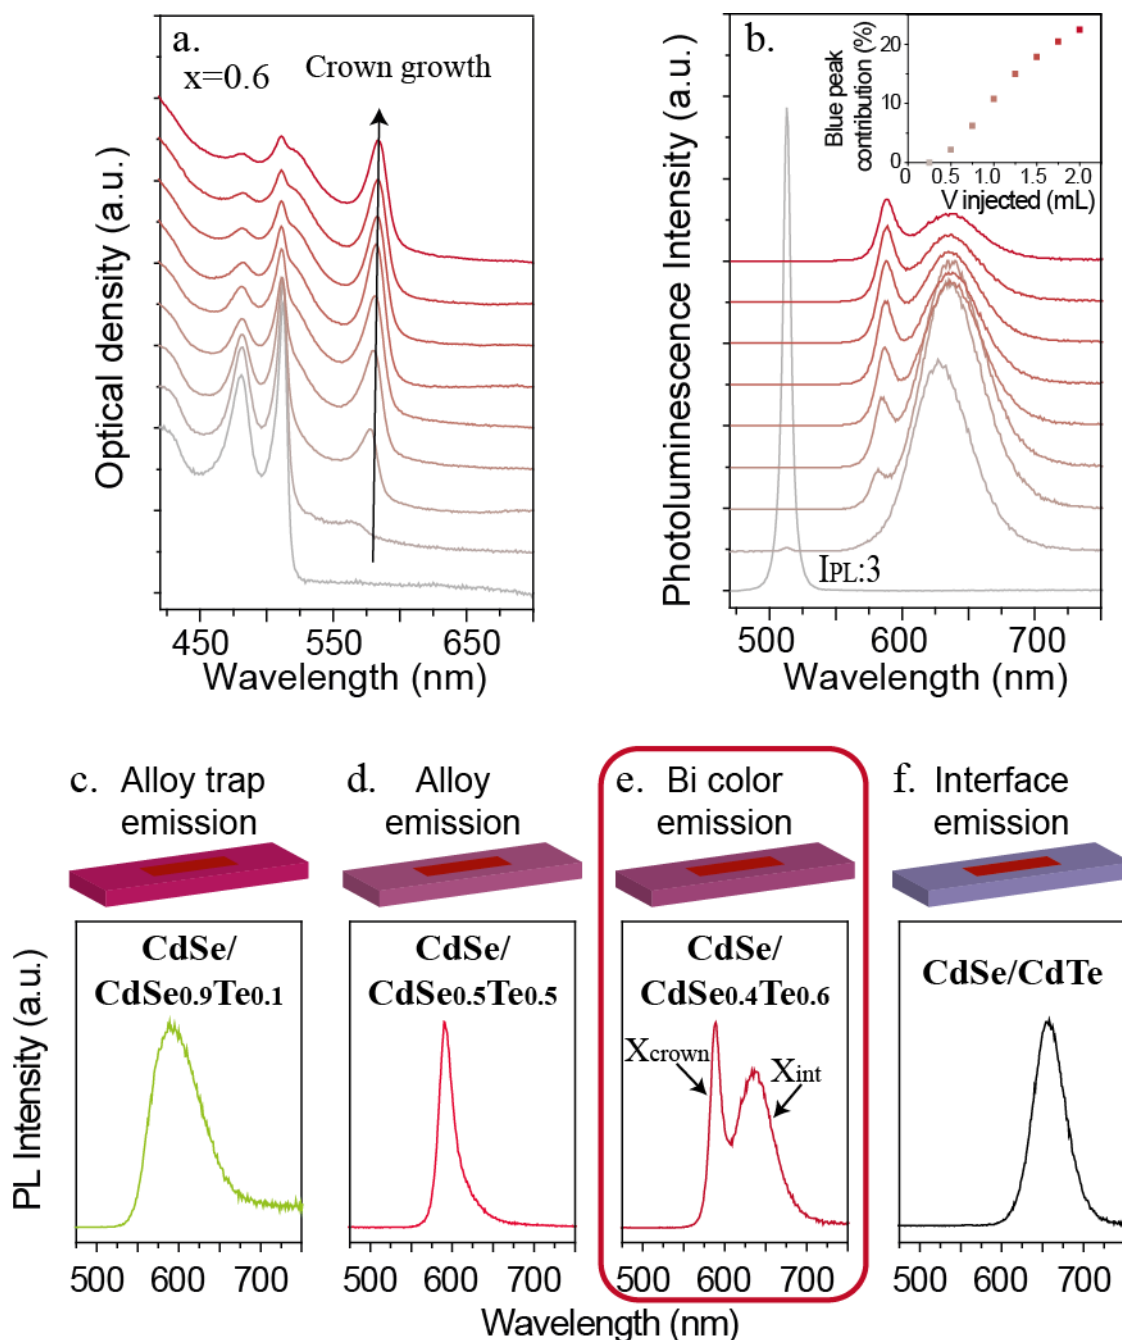 a.
x=0.6
Crown growth
Optical density (a.u.)
450 550 650
Wavelength (nm)
b.
Photoluminescence Intensity (a.u.)
IPL:3
500 600 700
Wavelength (nm)
Blue peak
contribution (%)
20
10
0
0 0.5 1.0 1.5 2.0
V injected (mL)
c. Alloy trap
emission
CdSe/
CdSe0.9Te0.1
d. Alloy
emission
CdSe/
CdSe0.5Te0.5
e. Bi color
emission
CdSe/
CdSe0.4Te0.6
Xcrown
Xint
f. Interface
emission
CdSe/CdTe
PL Intensity (a.u.)
500 600 700
500 600 700
500 600 700
500 600 700
Wavelength (nm)